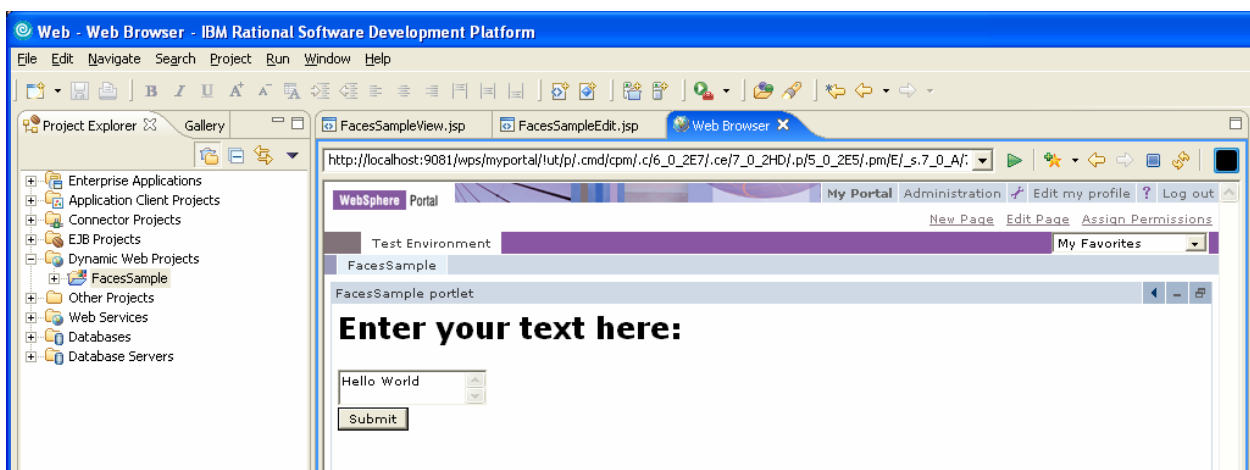 Web - Web Browser - IBM Rational Software Development Platform
File Edit Navigate Search Project Run Window Help
B I U A A
Project Explorer Gallery
FacesSampleView.jsp FacesSampleEdit.jsp Web Browser
http://localhost:9081/wps/myportal/!ut/p/.cmd/cpm/.c/6_0_2E7/.ce/7_0_2HD/.p/5_0_2E5/.pm/E/_s.7_0_A/
Enterprise Applications
Application Client Projects
Connector Projects
EJB Projects
Dynamic Web Projects
FacesSample
Other Projects
Web Services
Databases
Database Servers
WebSphere Portal
My Portal Administration Edit my profile ? Log out
New Page Edit Page Assign Permissions
Test Environment
My Favorites
FacesSample
FacesSample portlet
Enter your text here:
Hello World
Submit